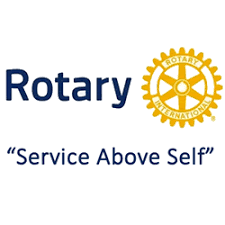 Rotary
ROTARY
INTERNATIONAL
“Service Above Self”